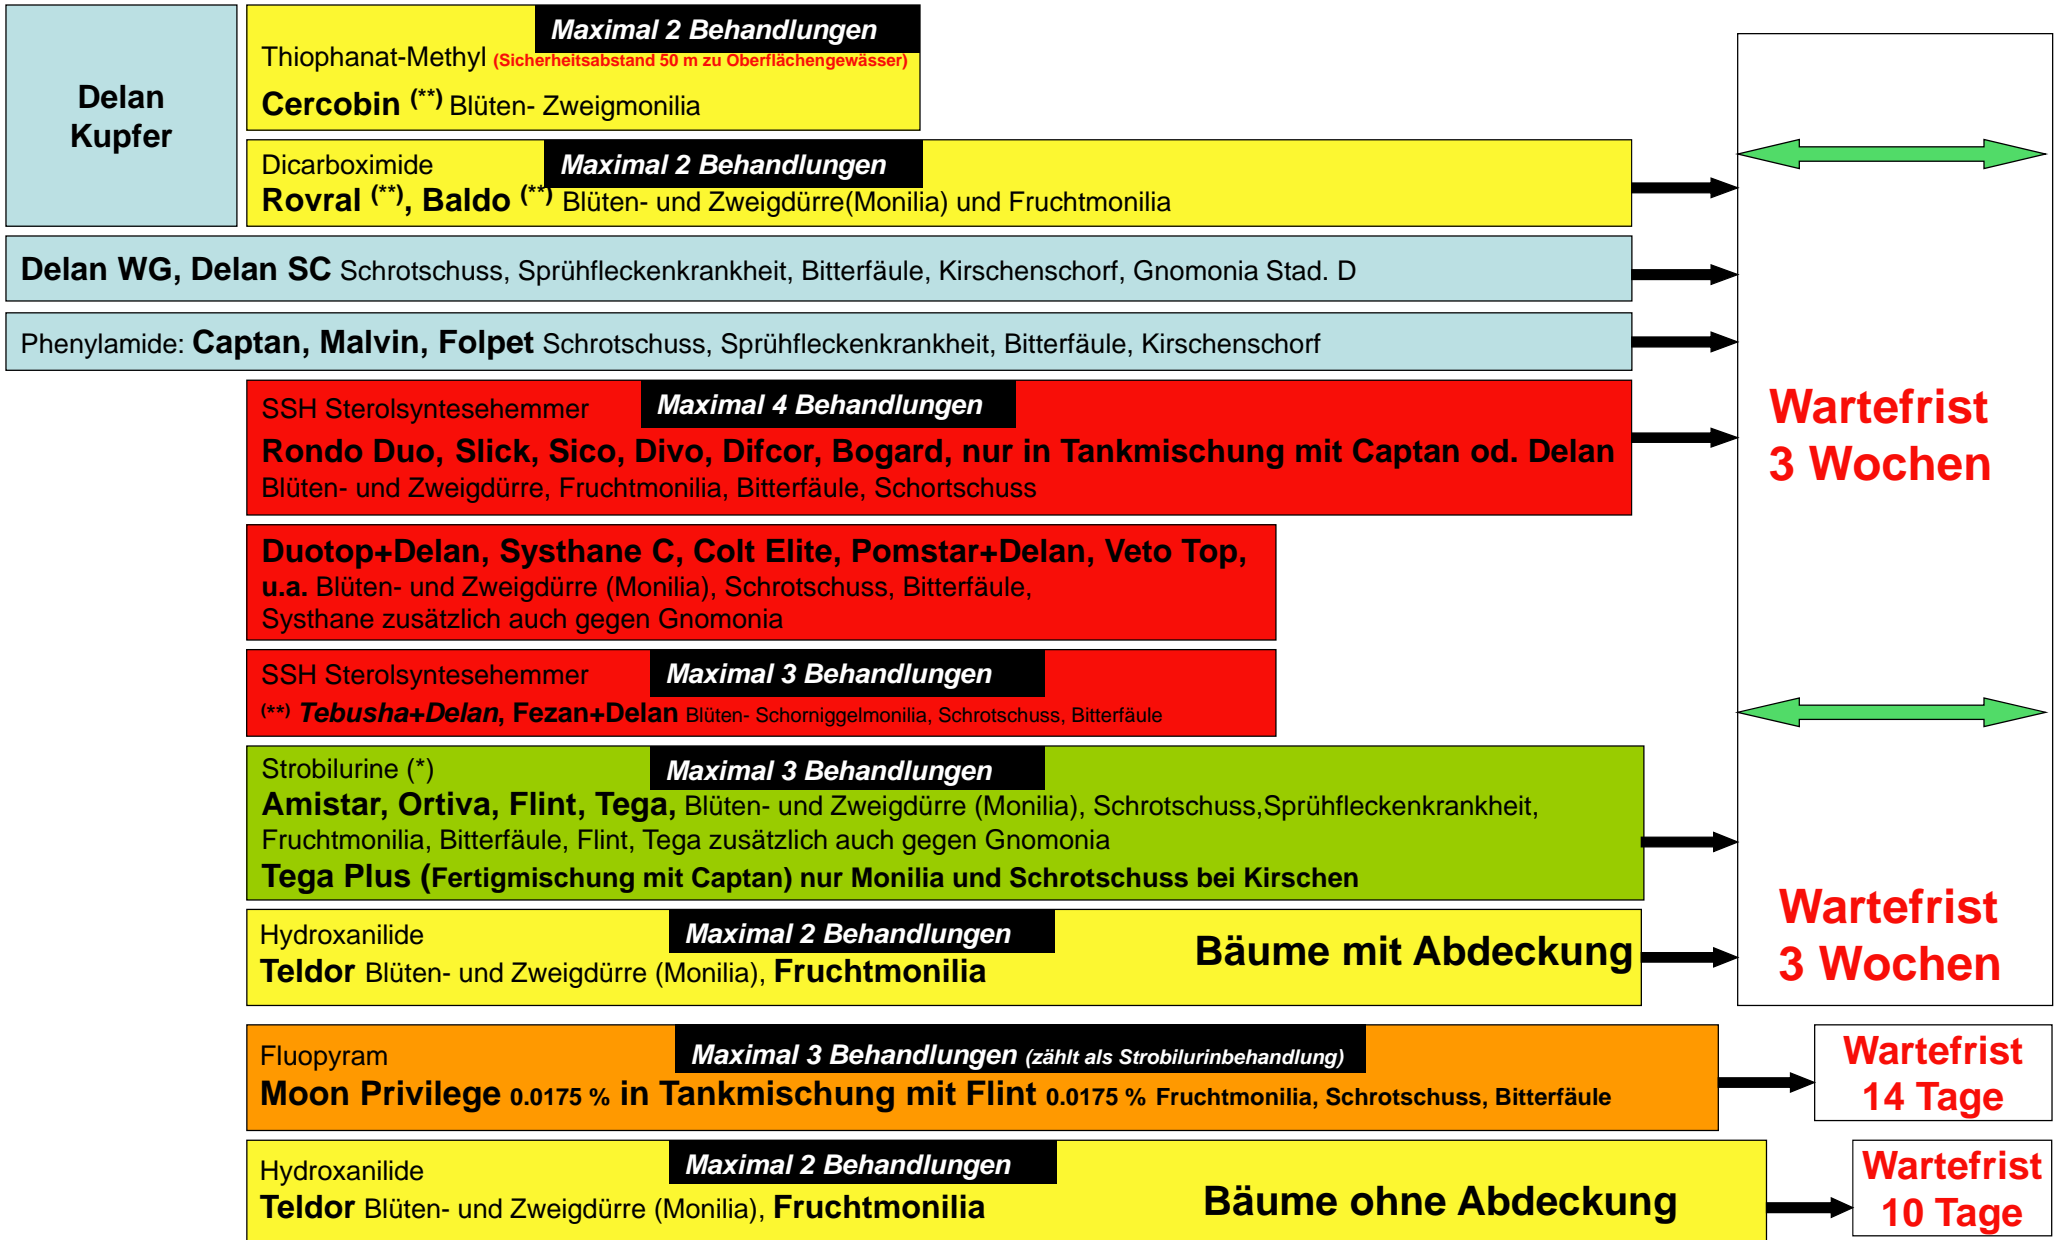 Delan
Kupfer
Maximal 2 Behandlungen
Thiophanat-Methyl (Sicherheitsabstand 50 m zu Oberflächengewässer)
Cercobin (**) Blüten- Zweigmonilia
Dicarboximide
Maximal 2 Behandlungen
Rovral (**), Baldo (**) Blüten- und Zweigdürre(Monilia) und Fruchtmonilia
Delan WG, Delan SC Schrotschuss, Sprühfleckenkrankheit, Bitterfäule, Kirschenschorf, Gnomonia Stad. D
Phenylamide: Captan, Malvin, Folpet Schrotschuss, Sprühfleckenkrankheit, Bitterfäule, Kirschenschorf
SSH Sterolsyntesehemmer
Maximal 4 Behandlungen
Rondo Duo, Slick, Sico, Divo, Difcor, Bogard, nur in Tankmischung mit Captan od. Delan
Blüten- und Zweigdürre, Fruchtmonilia, Bitterfäule, Schortschuss
Wartefrist
3 Wochen
Duotop+Delan, Systhane C, Colt Elite, Pomstar+Delan, Veto Top,
u.a. Blüten- und Zweigdürre (Monilia), Schrotschuss, Bitterfäule,
Systhane zusätzlich auch gegen Gnomonia
SSH Sterolsyntesehemmer
Maximal 3 Behandlungen
(**) Tebusha+Delan, Fezan+Delan Blüten- Schorniggelmonilia, Schrotschuss, Bitterfäule
Strobilurine (*)
Maximal 3 Behandlungen
Amistar, Ortiva, Flint, Tega, Blüten- und Zweigdürre (Monilia), Schrotschuss,Sprühfleckenkrankheit,
Fruchtmonilia, Bitterfäule, Flint, Tega zusätzlich auch gegen Gnomonia
Tega Plus (Fertigmischung mit Captan) nur Monilia und Schrotschuss bei Kirschen
Hydroxanilide
Maximal 2 Behandlungen
Teldor Blüten- und Zweigdürre (Monilia), Fruchtmonilia
Bäume mit Abdeckung
Wartefrist
3 Wochen
Fluopyram
Maximal 3 Behandlungen (zählt als Strobilurinbehandlung)
Moon Privilege 0.0175 % in Tankmischung mit Flint 0.0175 % Fruchtmonilia, Schrotschuss, Bitterfäule
Wartefrist
14 Tage
Hydroxanilide
Maximal 2 Behandlungen
Teldor Blüten- und Zweigdürre (Monilia), Fruchtmonilia
Bäume ohne Abdeckung
Wartefrist
10 Tage